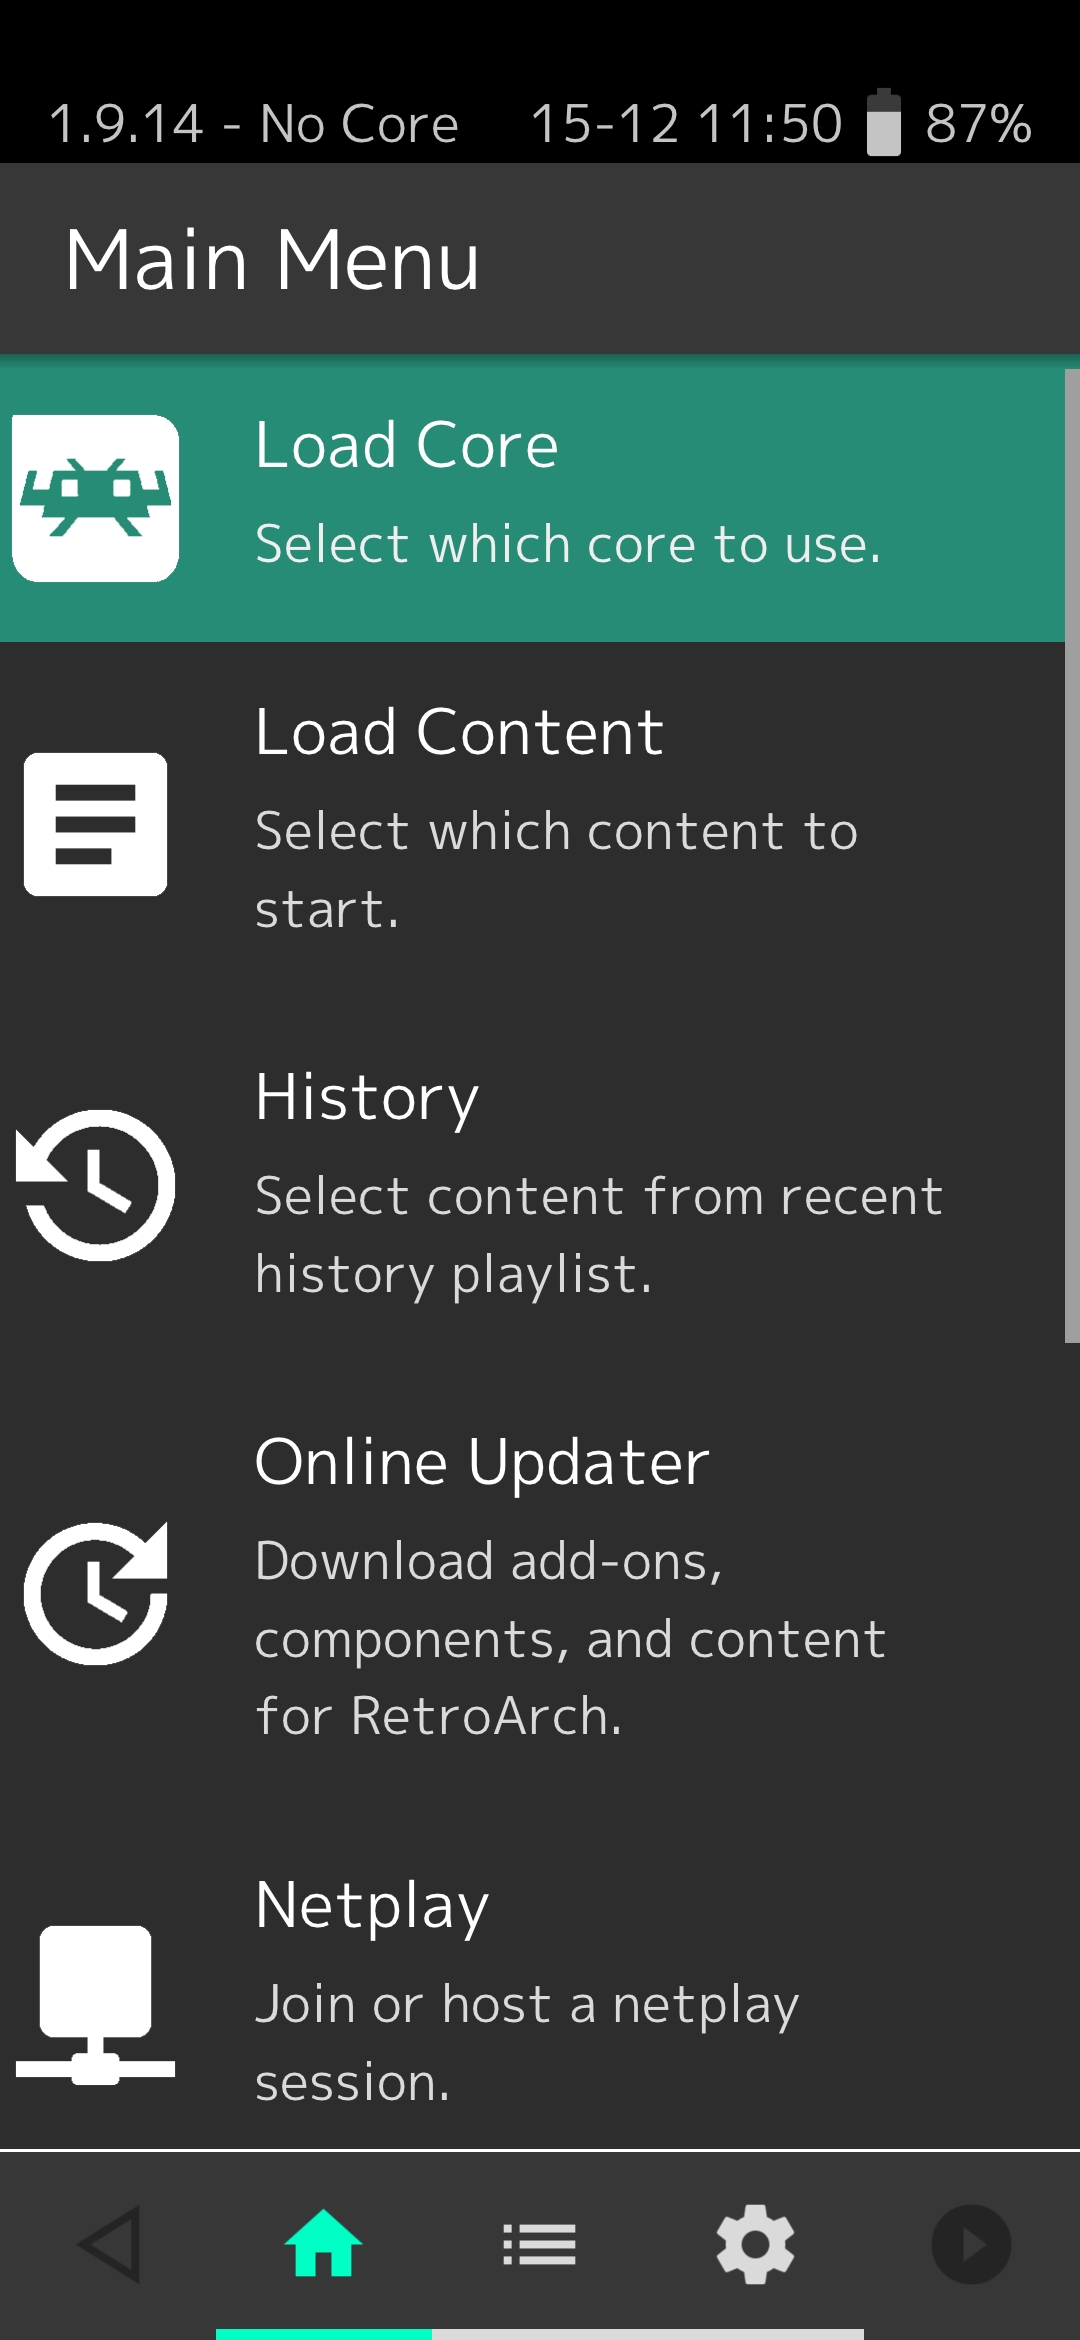 1.9.14 - No Core 15-12 11:50 87%
Main Menu
Load Core
Select which core to use.
Load Content
Select which content to
start.
History
Select content from recent
history playlist.
Online Updater
Download add-ons,
components, and content
for RetroArch.
Netplay
Join or host a netplay
session.